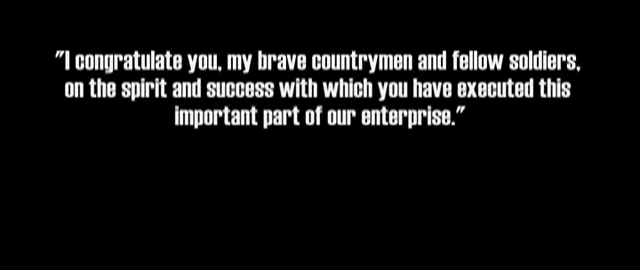 "I congratulate you, my brave countrymen and fellow soldiers,
on the spirit and success with which you have executed this
important part of our enterprise."